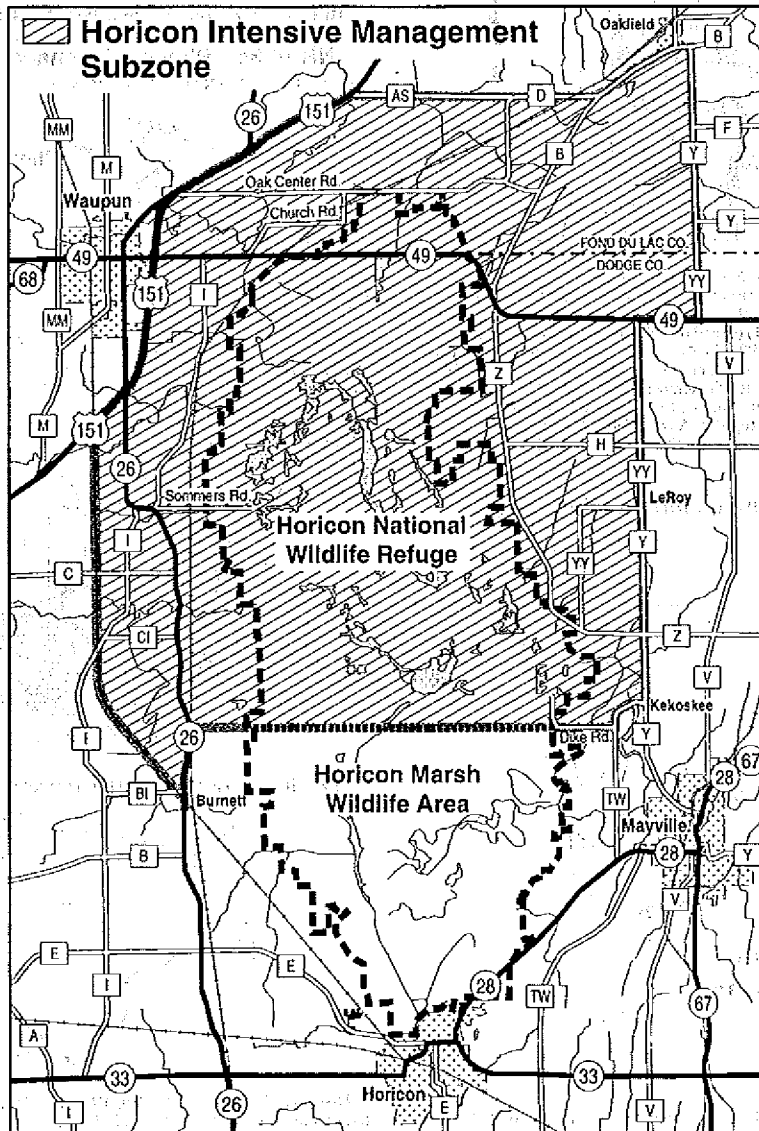 Horicon Intensive Management
Subzone
Oakfield
B
26
151
AS
D
MM
M
B
F
Y
Oak Center Rd.
Waupun
Church Rd.
Y
FOND DU LAC CO.
DODGE CO.
49
49
68
151
I
YY
MM
49
V
Z
M
151
26
H
YY
Sommers Rd.
LeRoy
Horicon National
Wildlife Refuge
I
Y
C
YY
CI
Z
V
I
Kekoskee
26
Dike Rd.
Y
67
28
Horicon Marsh
Wildlife Area
BI
Burnett
TW
Mayville
B
28
Y
V
E
I
E
28
TW
67
A
33
33
Horicon
I
26
E
V